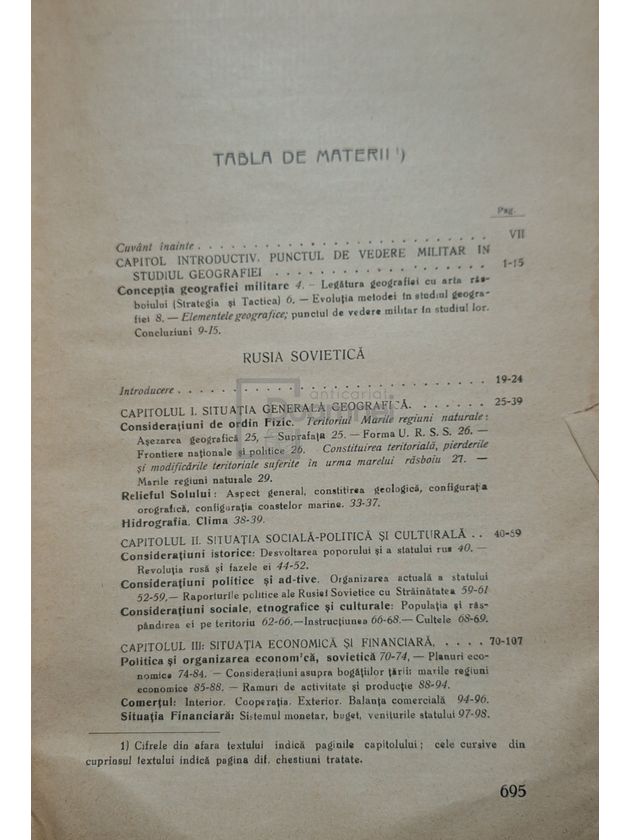 TABLA DE MATERII ¹)
Pag.
Cuvânt înainte . . . . . . . . . . . . . . . . . . . . . . VII
CAPITOL INTRODUCTIV. PUNCTUL DE VEDERE MILITAR IN
STUDIUL GEOGRAFIEI . . . . . . . . . . . . . . . 1-15
Concepția geografiei militare 4. — Legătura geografiei cu arta răs-
boiului (Strategia și Tactica) 6. — Evoluția metodei în studiul geogra-
fiei 8. — Elementele geografice; punctul de vedere militar în studiul lor.
Concluziuni 9-15.
RUSIA SOVIETICĂ
Introducere . . . . . . . . . . . . . . . . . . . . . . . 19-24
anticariat
CAPITOLUL I. SITUAȚIA GENERALĂ GEOGRAFICĂ. . . . . . . 25-39
Considerațiuni de ordin Fizic. Teritoriul Marile regiuni naturale:
Așezarea geografică 25, — Suprafața 25. — Forma U. R. S. S. 26. —
Frontiere naționale și politice 26. Constituirea teritorială, pierderile
și modificările teritoriale suferite în urma marelui răsboiu 27. —
Marile regiuni naturale 29.
Relieful Solului: Aspect general, constitirea geologică, configurația
orografică, configurația coastelor marine. 33-37.
Hidrografia. Clima 38-39.
CAPITOLUL II. SITUAȚIA SOCIALĂ-POLITICĂ ȘI CULTURALĂ . . 40-69
Considerațiuni istorice: Desvoltarea poporului și a statului rus 40. —
Revoluția rusă și fazele ei 44-52.
Considerațiuni politice și ad-tive. Organizarea actuală a statului
52-59, — Raporturile politice ale Rusiei Sovietice cu Străinătatea 59-61
Considerațiuni sociale, etnografice și culturale: Populația și răs-
pândirea ei pe teritoriu 62-66.—Instrucțiunea 66-68.— Cultele 68-69.
CAPITOLUL III: SITUAȚIA ECONOMICĂ ȘI FINANCIARĂ, . . . . 70-107
Politica și organizarea econom'că, sovietică 70-74, — Planuri eco-
nomice 74-84. — Considerațiuni asupra bogățiilor țării: marile regiuni
economice 85-88. — Ramuri de activitate și producție 88-94.
Comerțul: Interior. Cooperația. Exterior. Balanța comercială 94-96.
Situația Financiară: Sistemul monetar, buget, veniturile statului 97-98.
1) Cifrele din afara textului indică paginile capitolului; cele cursive din
cuprinsul textului indică pagina dif. chestiuni tratate.
695